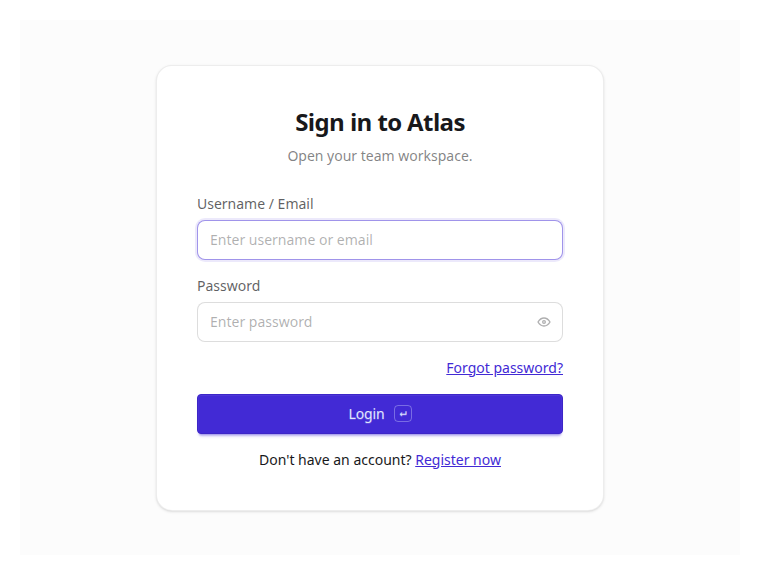 Sign in to Atlas
Open your team workspace.
Username / Email
Enter username or email
Password
Enter password
Forgot password?
Login ↵
Don't have an account? Register now